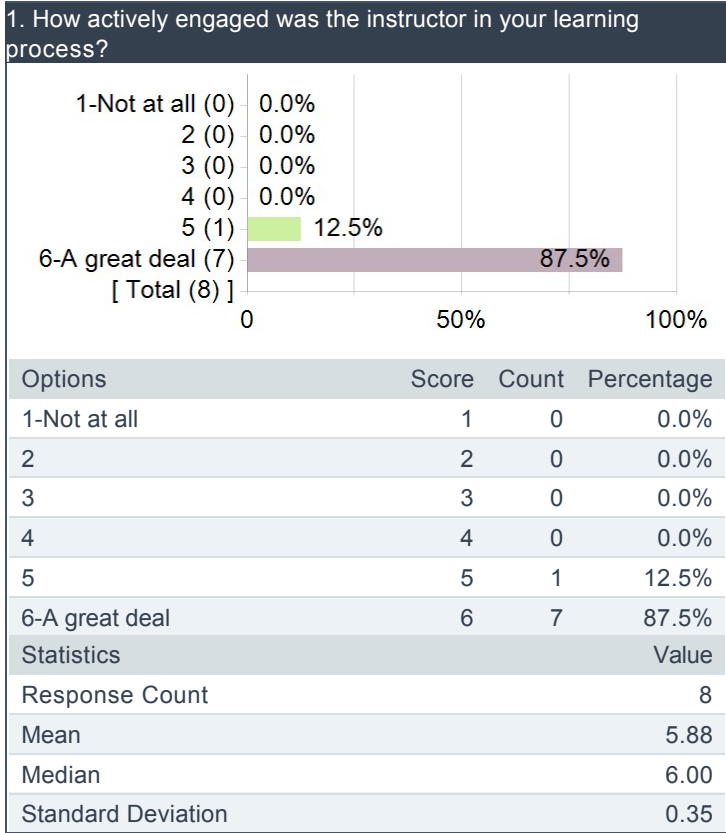 1. How actively engaged was the instructor in your learning
process?
1-Not at all (0) 0.0%
2 (0) 0.0%
3 (0) 0.0%
4 (0) 0.0%
5 (1) 12.5%
6-A great deal (7) 87.5%
[ Total (8) ]
0 50% 100%
Options Score Count Percentage
1-Not at all 1 0 0.0%
2 2 0 0.0%
3 3 0 0.0%
4 4 0 0.0%
5 5 1 12.5%
6-A great deal 6 7 87.5%
Statistics Value
Response Count 8
Mean 5.88
Median 6.00
Standard Deviation 0.35